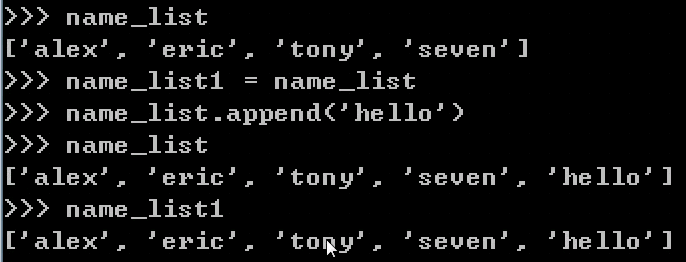 >>> name_list
['alex', 'eric', 'tony', 'seven']
>>> name_list1 = name_list
>>> name_list.append('hello')
>>> name_list
['alex', 'eric', 'tony', 'seven', 'hello']
>>> name_list1
['alex', 'eric', 'tony', 'seven', 'hello']